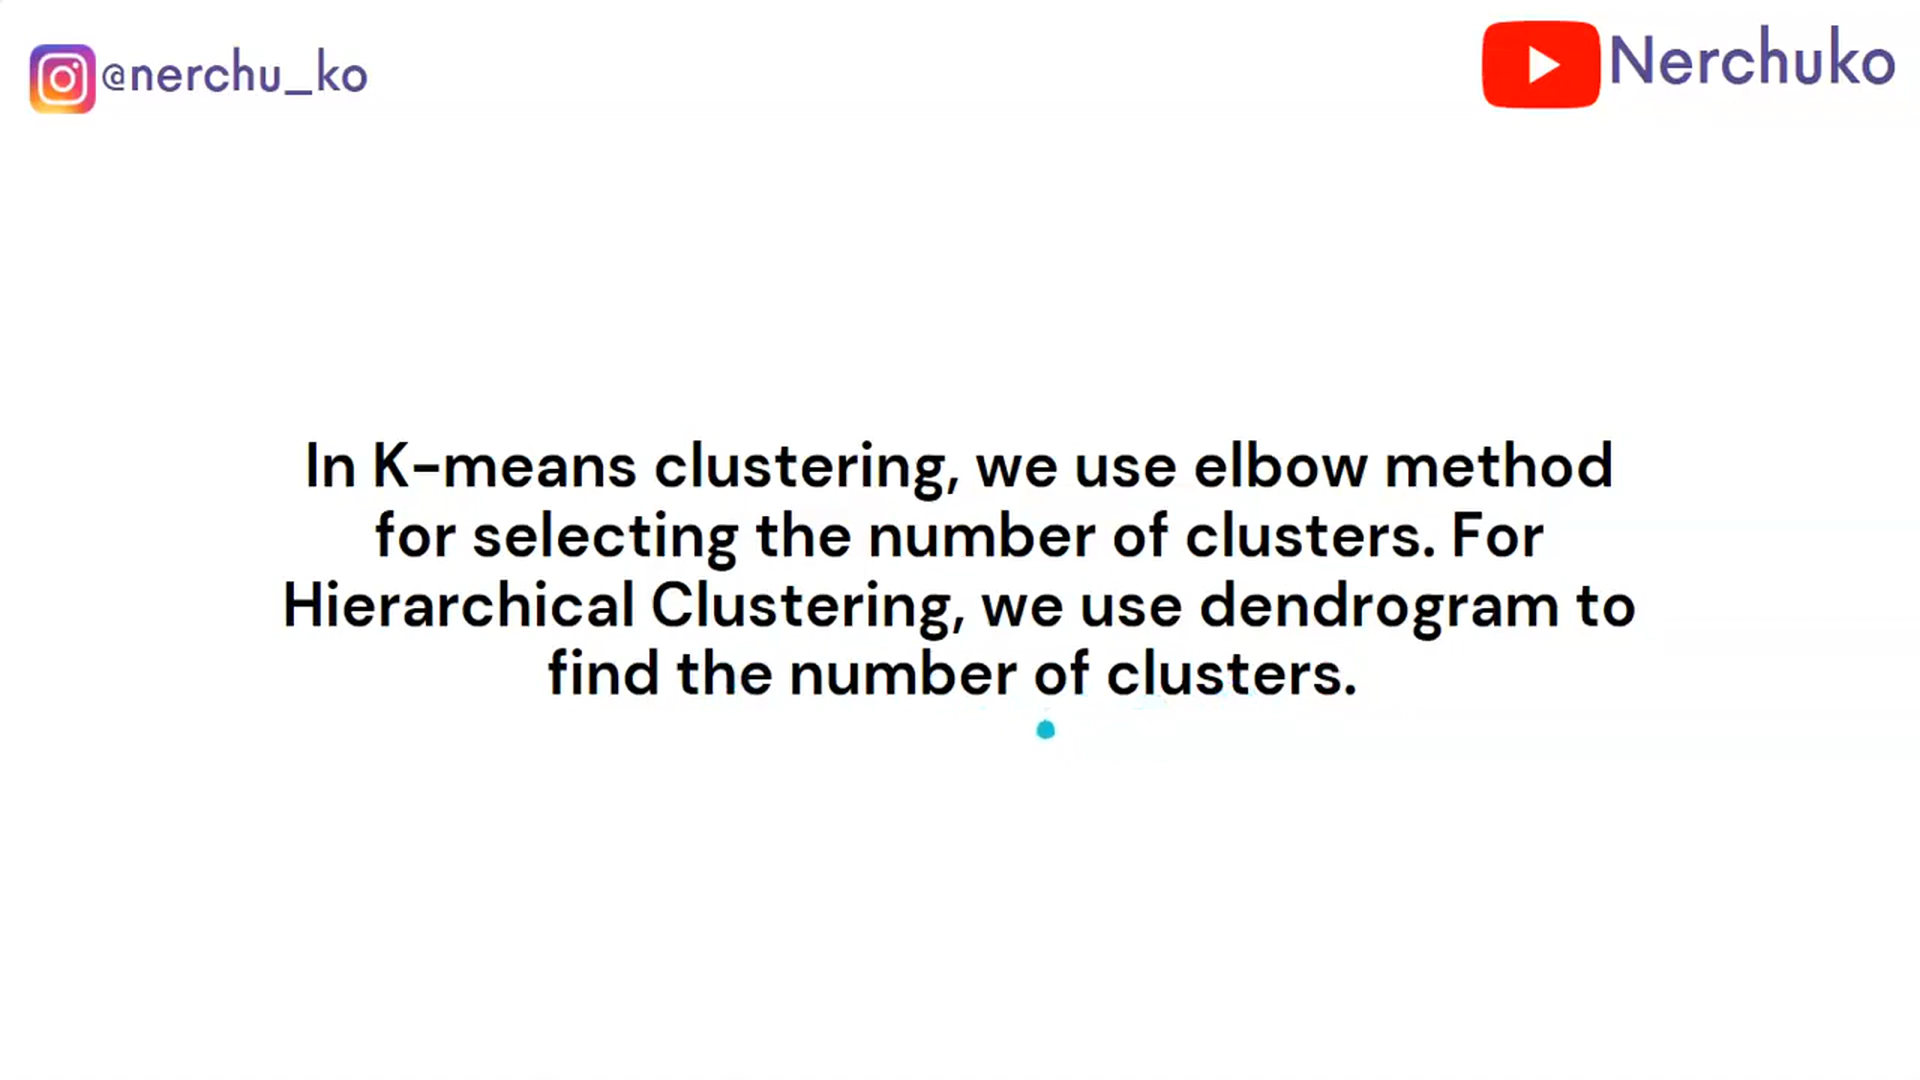 @nerchu_ko
Nerchuko
In K-means clustering, we use elbow method
for selecting the number of clusters. For
Hierarchical Clustering, we use dendrogram to
find the number of clusters.